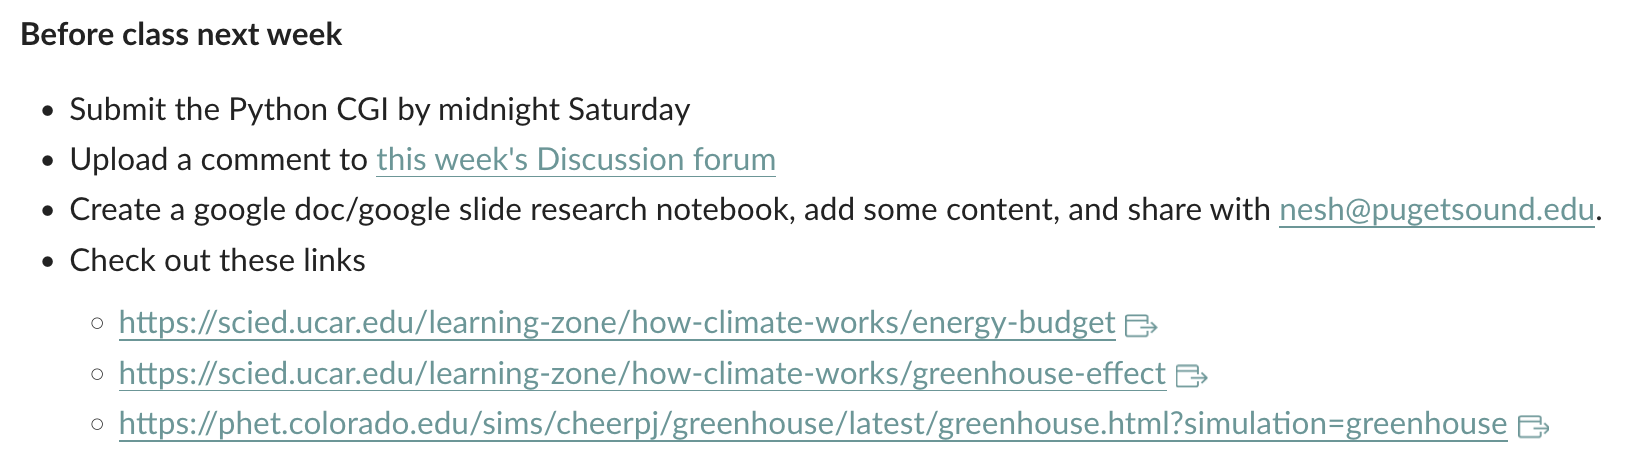 Before class next week
• Submit the Python CGI by midnight Saturday
• Upload a comment to this week's Discussion forum
• Create a google doc/google slide research notebook, add some content, and share with nesh@pugetsound.edu.
• Check out these links
◦ https://scied.ucar.edu/learning-zone/how-climate-works/energy-budget
◦ https://scied.ucar.edu/learning-zone/how-climate-works/greenhouse-effect
◦ https://phet.colorado.edu/sims/cheerpj/greenhouse/latest/greenhouse.html?simulation=greenhouse